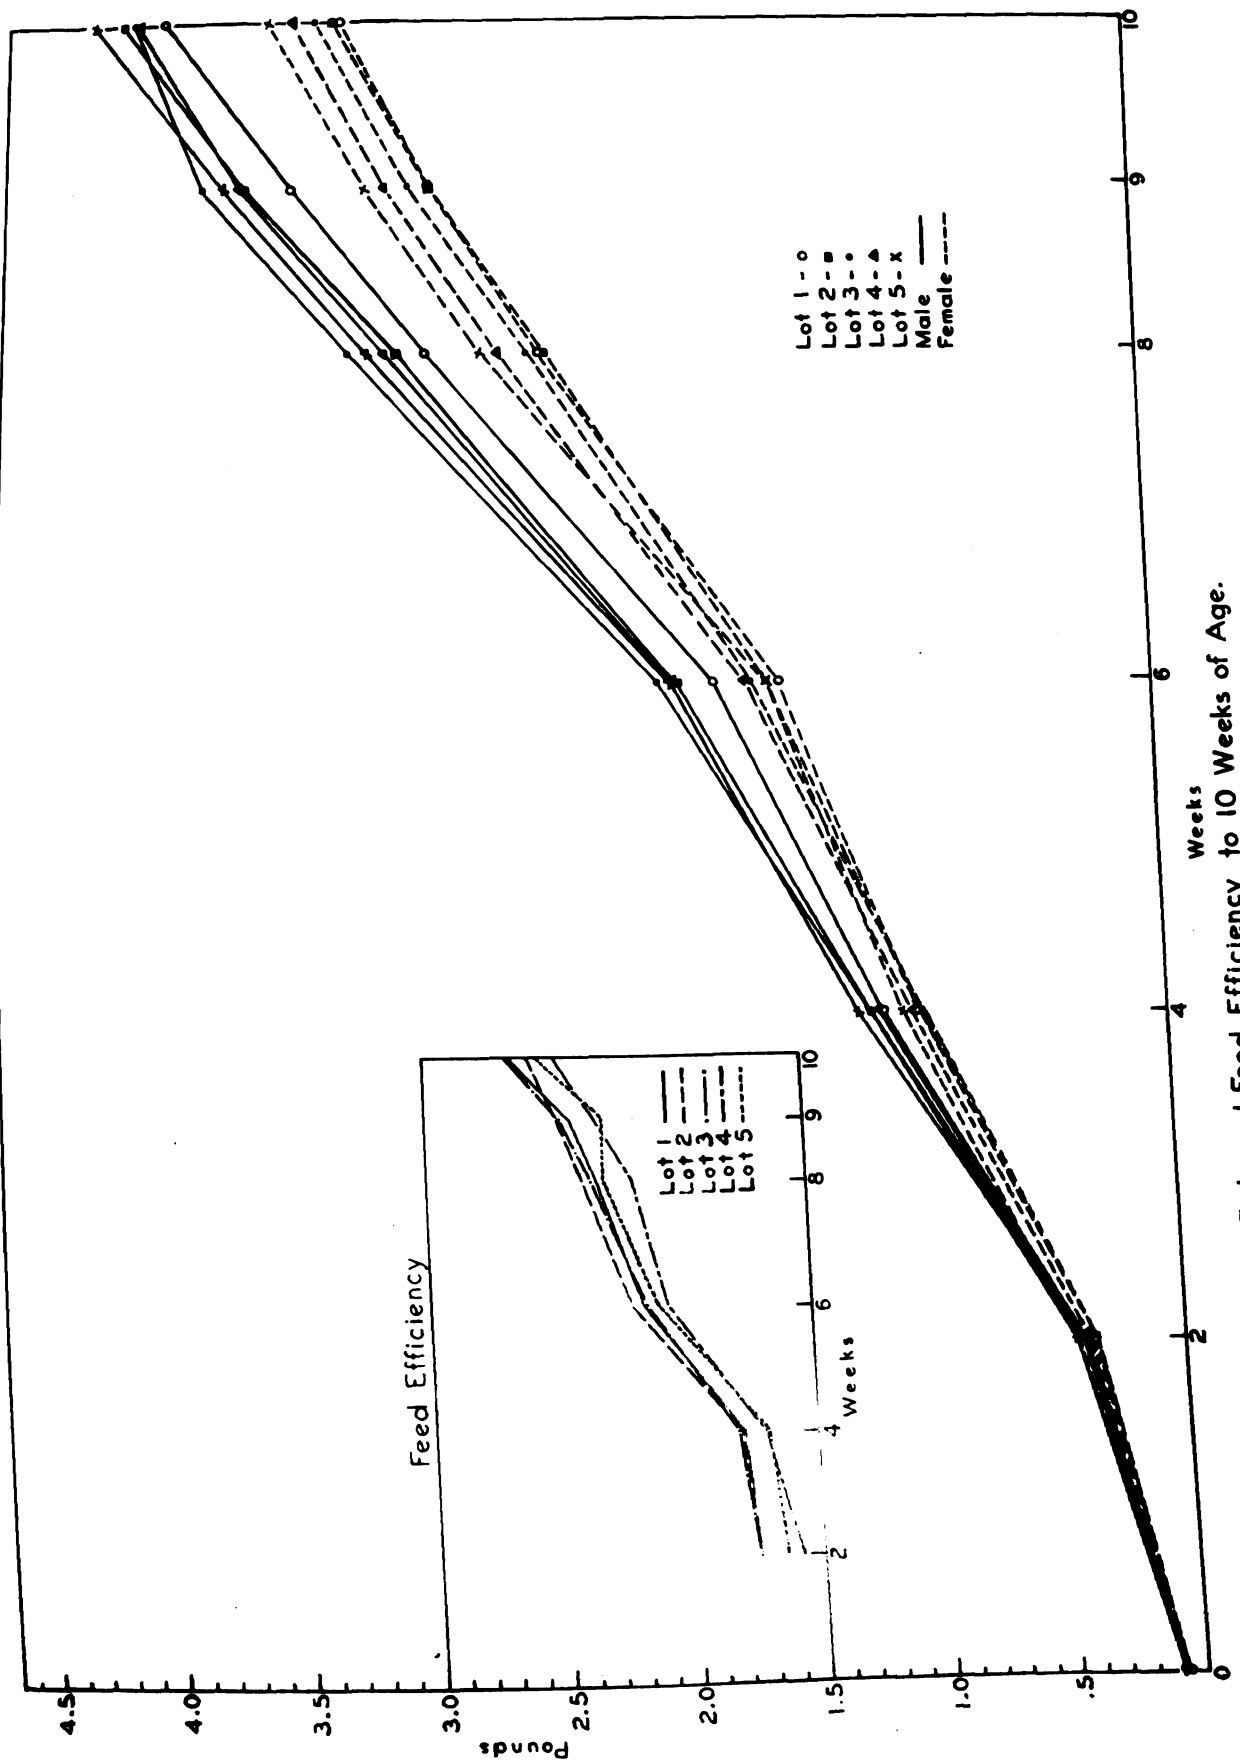 4.5
4.0
3.5
3.0
2.5
2.0
1.5
1.0
.5
Pounds
Feed Efficiency
Lot 1
Lot 2
Lot 3
Lot 4
Lot 5
2
4
6
8
9
10
Weeks
Lot 1 - o
Lot 2 -
Lot 3 -
Lot 4 -
Lot 5 - x
Male
Female
0
2
4
6
8
9
10
Weeks
Feed Efficiency to 10 Weeks of Age.